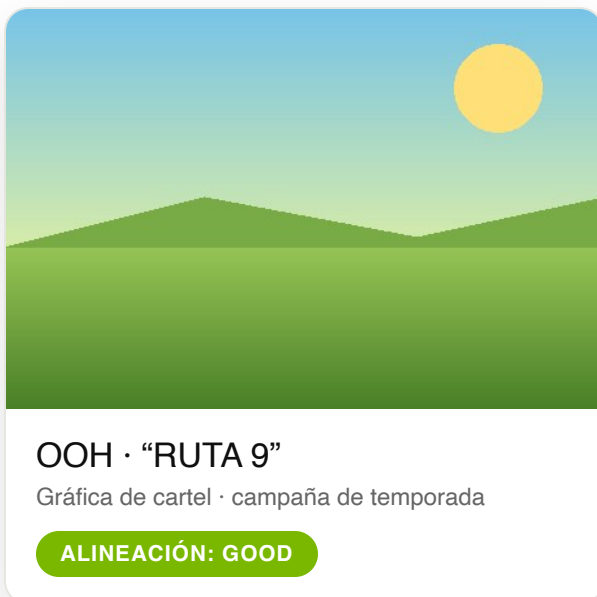 OOH · “RUTA 9”
Gráfica de cartel · campaña de temporada
ALINEACIÓN: GOOD